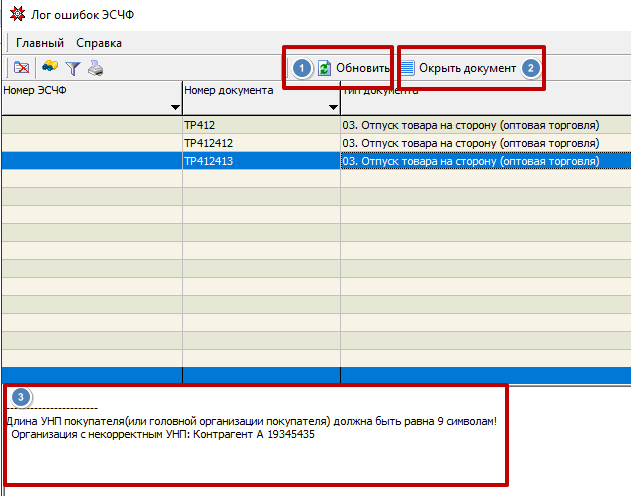 Лог ошибок ЭСЧФ
Главный Справка
1 Обновить Окрыть документ 2
Номер ЭСЧФ Номер документа Тип документа
ТР412 03. Отпуск товара на сторону (оптовая торговля)
ТР412412 03. Отпуск товара на сторону (оптовая торговля)
ТР412413 03. Отпуск товара на сторону (оптовая торговля)
3
-----------------------
Длина УНП покупателя(или головной организации покупателя) должна быть равна 9 символам!
Организация с некорректным УНП: Контрагент А 19345435